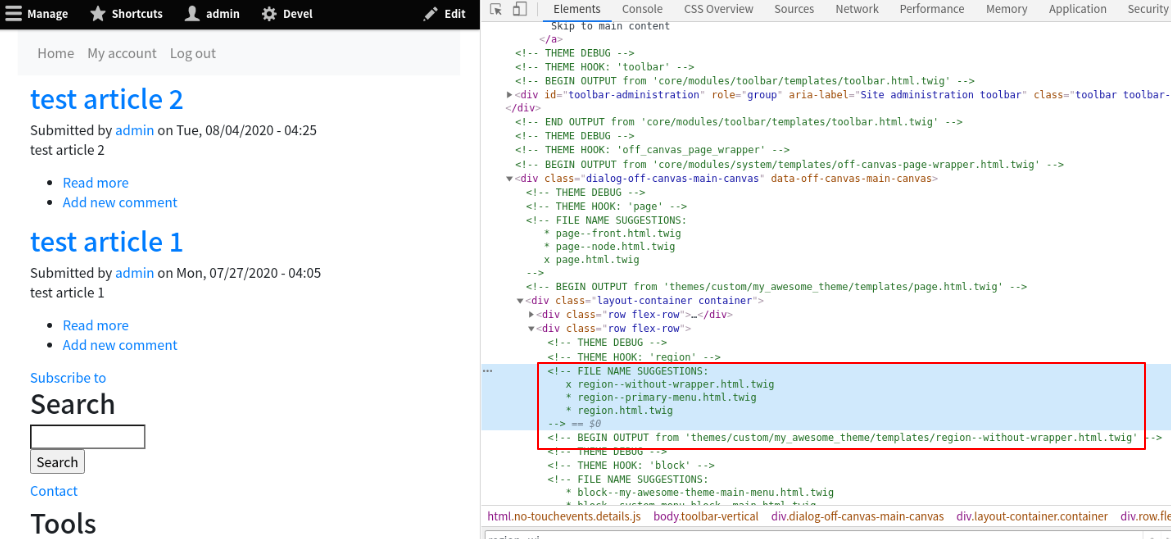 Manage Shortcuts admin Devel Edit
Home My account Log out
test article 2
Submitted by admin on Tue, 08/04/2020 - 04:25
test article 2
Read more
Add new comment
test article 1
Submitted by admin on Mon, 07/27/2020 - 04:05
test article 1
Read more
Add new comment
Subscribe to
Search
Search
Contact
Tools
Elements Console CSS Overview Sources Network Performance Memory Application Security
Skip to main content
</a>
<!-- THEME DEBUG -->
<!-- THEME HOOK: 'toolbar' -->
<!-- BEGIN OUTPUT from 'core/modules/toolbar/templates/toolbar.html.twig' -->
<div id="toolbar-administration" role="group" aria-label="Site administration toolbar" class="toolbar toolbar-
</div>
<!-- END OUTPUT from 'core/modules/toolbar/templates/toolbar.html.twig' -->
<!-- THEME DEBUG -->
<!-- THEME HOOK: 'off_canvas_page_wrapper' -->
<!-- BEGIN OUTPUT from 'core/modules/system/templates/off-canvas-page-wrapper.html.twig' -->
<div class="dialog-off-canvas-main-canvas" data-off-canvas-main-canvas>
<!-- THEME DEBUG -->
<!-- THEME HOOK: 'page' -->
<!-- FILE NAME SUGGESTIONS:
* page--front.html.twig
* page--node.html.twig
x page.html.twig
-->
<!-- BEGIN OUTPUT from 'themes/custom/my_awesome_theme/templates/page.html.twig' -->
<div class="layout-container container">
<div class="row flex-row">…</div>
<div class="row flex-row">
<!-- THEME DEBUG -->
<!-- THEME HOOK: 'region' -->
<!-- FILE NAME SUGGESTIONS:
x region--without-wrapper.html.twig
* region--primary-menu.html.twig
* region.html.twig
--> == $0
<!-- BEGIN OUTPUT from 'themes/custom/my_awesome_theme/templates/region--without-wrapper.html.twig' -->
<!-- THEME DEBUG -->
<!-- THEME HOOK: 'block' -->
<!-- FILE NAME SUGGESTIONS:
* block--my-awesome-theme-main-menu.html.twig
* block--system-menu-block--main.html.twig
html.no-touchevents.details.js body.toolbar-vertical div.dialog-off-canvas-main-canvas div.layout-container.container div.row.fle